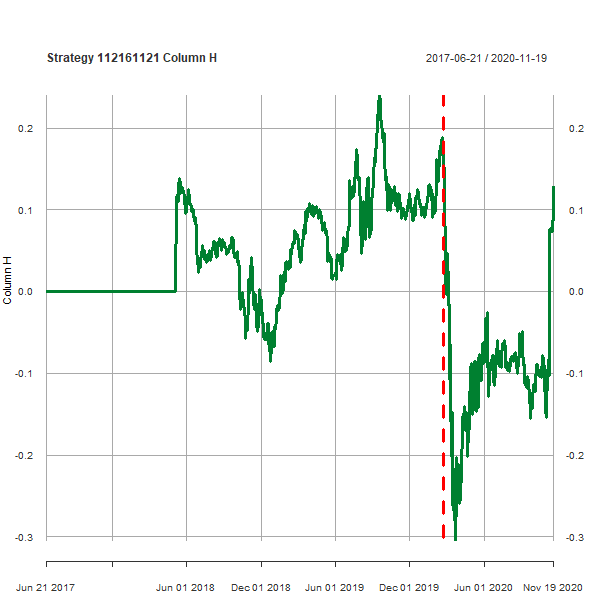 Strategy 112161121 Column H
2017-06-21 / 2020-11-19
0.2 0.2
0.1 0.1
0.0 0.0
-0.1 -0.1
-0.2 -0.2
-0.3 -0.3
Column H
Jun 21 2017 Jun 01 2018 Dec 01 2018 Jun 01 2019 Dec 01 2019 Jun 01 2020 Nov 19 2020